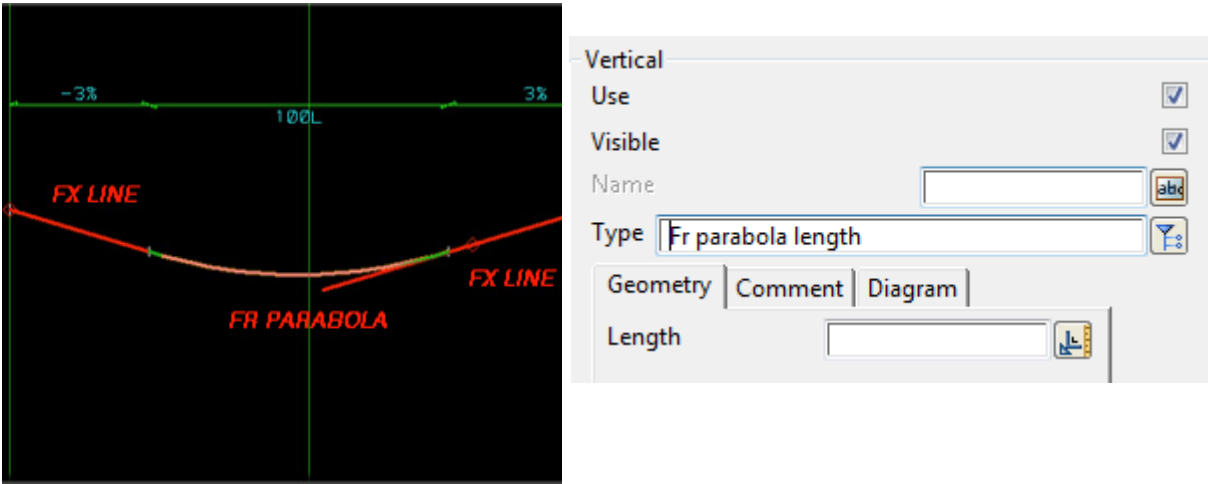 -3%
3%
100L
FX LINE
FX LINE
FR PARABOLA
Vertical
Use
Visible
Name
abc
Type Fr parabola length
Geometry Comment Diagram
Length